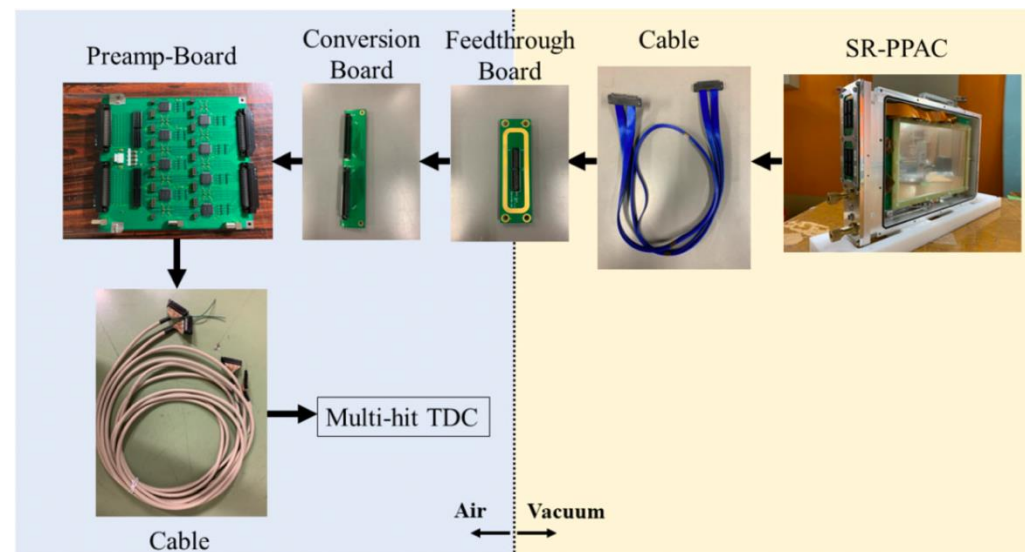 Preamp-Board
Conversion
Board
Feedthrough
Board
Cable
SR-PPAC
Multi-hit TDC
Cable
Air
Vacuum